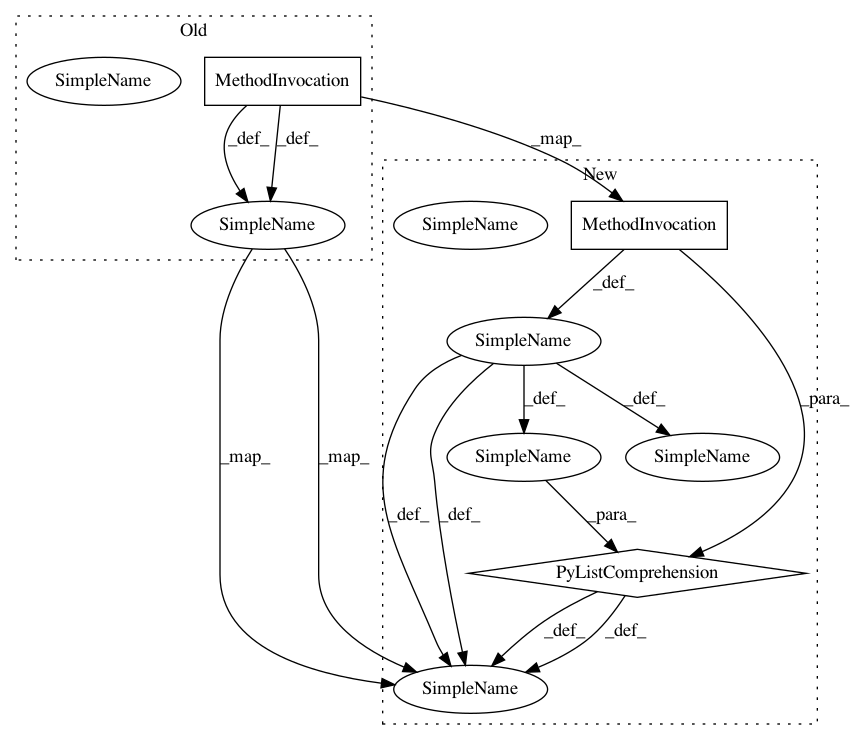 Old
SimpleName
MethodInvocation
_def_
_def_
_map_
New
SimpleName
SimpleName
MethodInvocation
_def_
SimpleName
_def_
_def_
_para_
SimpleName
SimpleName
_map_
_map_
_def_
_def_
_para_
PyListComprehension
_def_
_def_
SimpleName